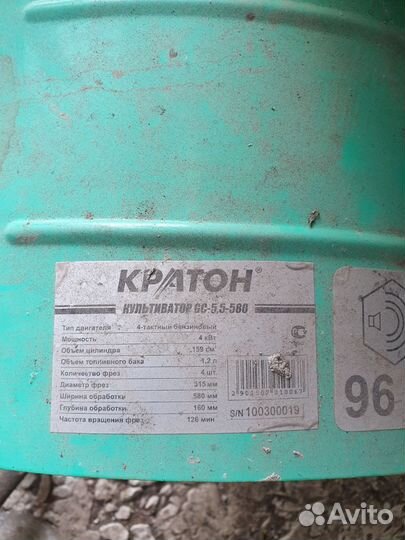 КРАТОН®
КУЛЬТИВАТОР GC-5,5-580
Тип двигателя 4-тактный бензиновый
Мощность 4 кВт
Объем цилиндра 159 см³
Объем топливного бака 1,2 л
Количество фрез 4 шт.
Диаметр фрез 315 мм
Ширина обработки 580 мм
Глубина обработки 160 мм
Частота вращения фрез 126 мин
S/N 100300019
96
Avito